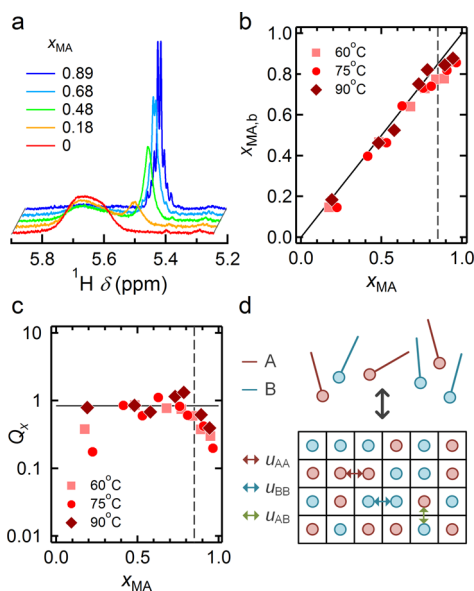 a
x_MA
0.89
0.68
0.48
0.18
0
5.8 5.6 5.4 5.2
¹H δ (ppm)
b
x_MA,b
1.0
0.8
0.6
0.4
0.2
0.0
60°C
75°C
90°C
0.0 0.5 1.0
x_MA
c
Q_x
10
1
0.1
0.01
60°C
75°C
90°C
0.0 0.5 1.0
x_MA
d
A
B
u_AA
u_BB
u_AB